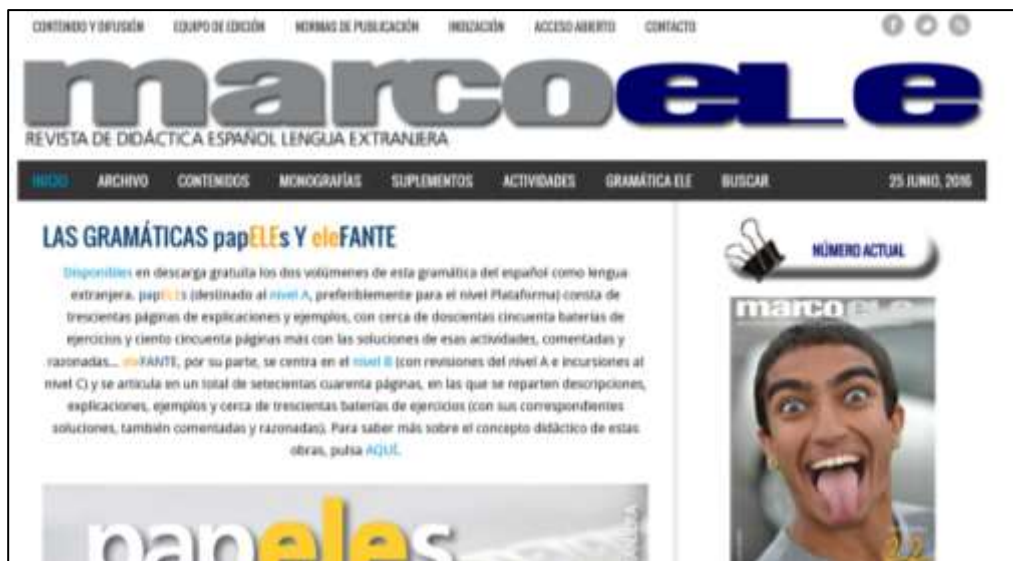 CONTENIDO Y DIFUSIÓN EQUIPO DE EDICIÓN NORMAS DE PUBLICACIÓN INDIZACIÓN ACCESO ABIERTO CONTACTO
marcoELe
REVISTA DE DIDÁCTICA ESPAÑOL LENGUA EXTRANJERA
INICIO ARCHIVO CONTENIDOS MONOGRAFÍAS SUPLEMENTOS ACTIVIDADES GRAMÁTICA ELE BUSCAR 25 JUNIO, 2016
LAS GRAMÁTICAS papELEs Y eleFANTE
Disponibles en descarga gratuita los dos volúmenes de esta gramática del español como lengua
extranjera. papELEs (destinado al nivel A, preferiblemente para el nivel Plataforma) consta de
trescientas páginas de explicaciones y ejemplos, con cerca de doscientas cincuenta baterías de
ejercicios y ciento cincuenta páginas más con las soluciones de esas actividades, comentadas y
razonadas... eleFANTE, por su parte, se centra en el nivel B (con revisiones del nivel A e incursiones al
nivel C) y se articula en un total de setecientas cuarenta páginas, en las que se reparten descripciones,
explicaciones, ejemplos y cerca de trescientas baterías de ejercicios (con sus correspondientes
soluciones, también comentadas y razonadas). Para saber más sobre el concepto didáctico de estas
obras, pulsa AQUÍ.
papeles
NÚMERO ACTUAL
marcoELe
22